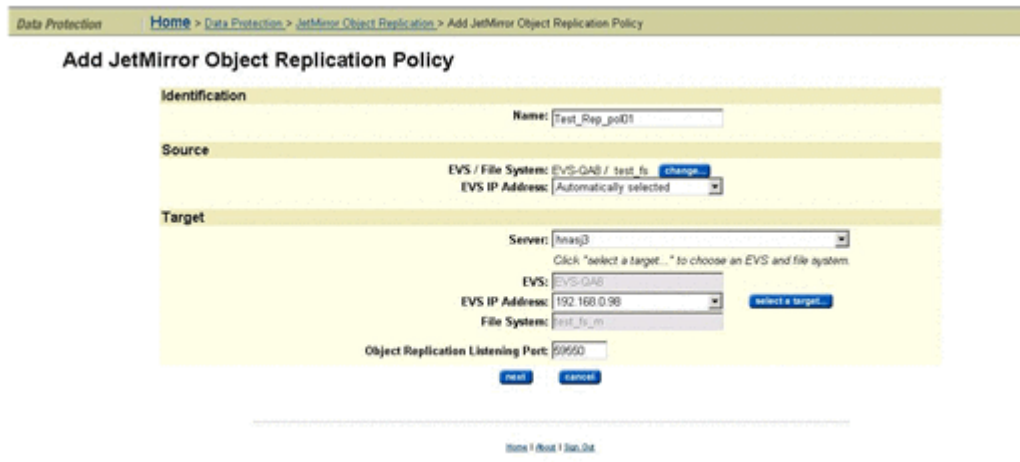 Data Protection Home > Data Protection > JetMirror Object Replication > Add JetMirror Object Replication Policy
Add JetMirror Object Replication Policy
Identification
Name: Test_Rep_pol01
Source
EVS / File System: EVS-QA8 / test_fs change...
EVS IP Address: Automatically selected
Target
Server: hnasj3
Click "select a target..." to choose an EVS and file system.
EVS: EVS-QA8
EVS IP Address: 192.168.0.98 select a target...
File System: test_fs_m
Object Replication Listening Port: 59550
next cancel
Home | About | Sign Out